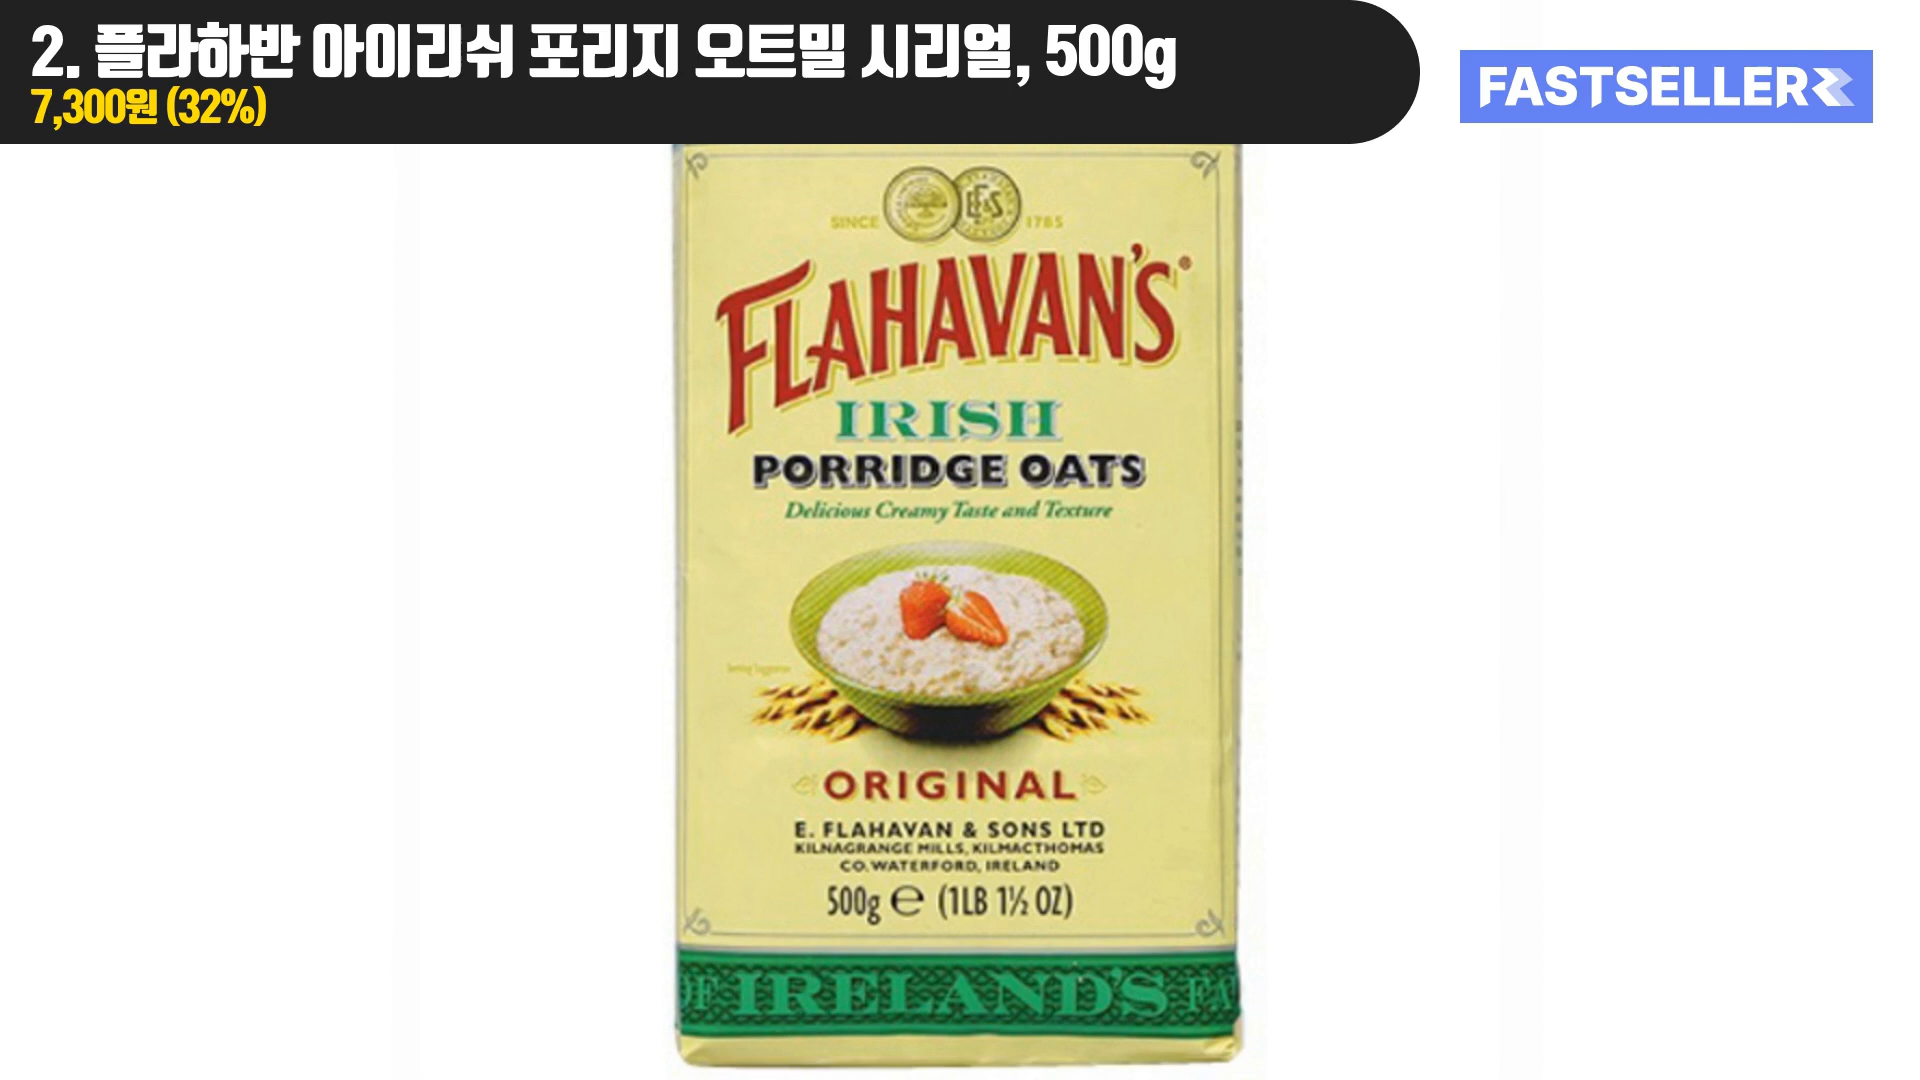 2. 플라하반 아이리쉬 포리지 오트밀 시리얼, 500g
7,300원 (32%)
FASTSELLER
SINCE 1785
E F & S
FLAHAVAN'S®
IRISH
PORRIDGE OATS
Delicious Creamy Taste and Texture
ORIGINAL
E. FLAHAVAN & SONS LTD
KILNAGRANGE MILLS, KILMACTHOMAS
CO. WATERFORD, IRELAND
500g ℮ (1LB 1½ OZ)
OF IRELAND'S FA